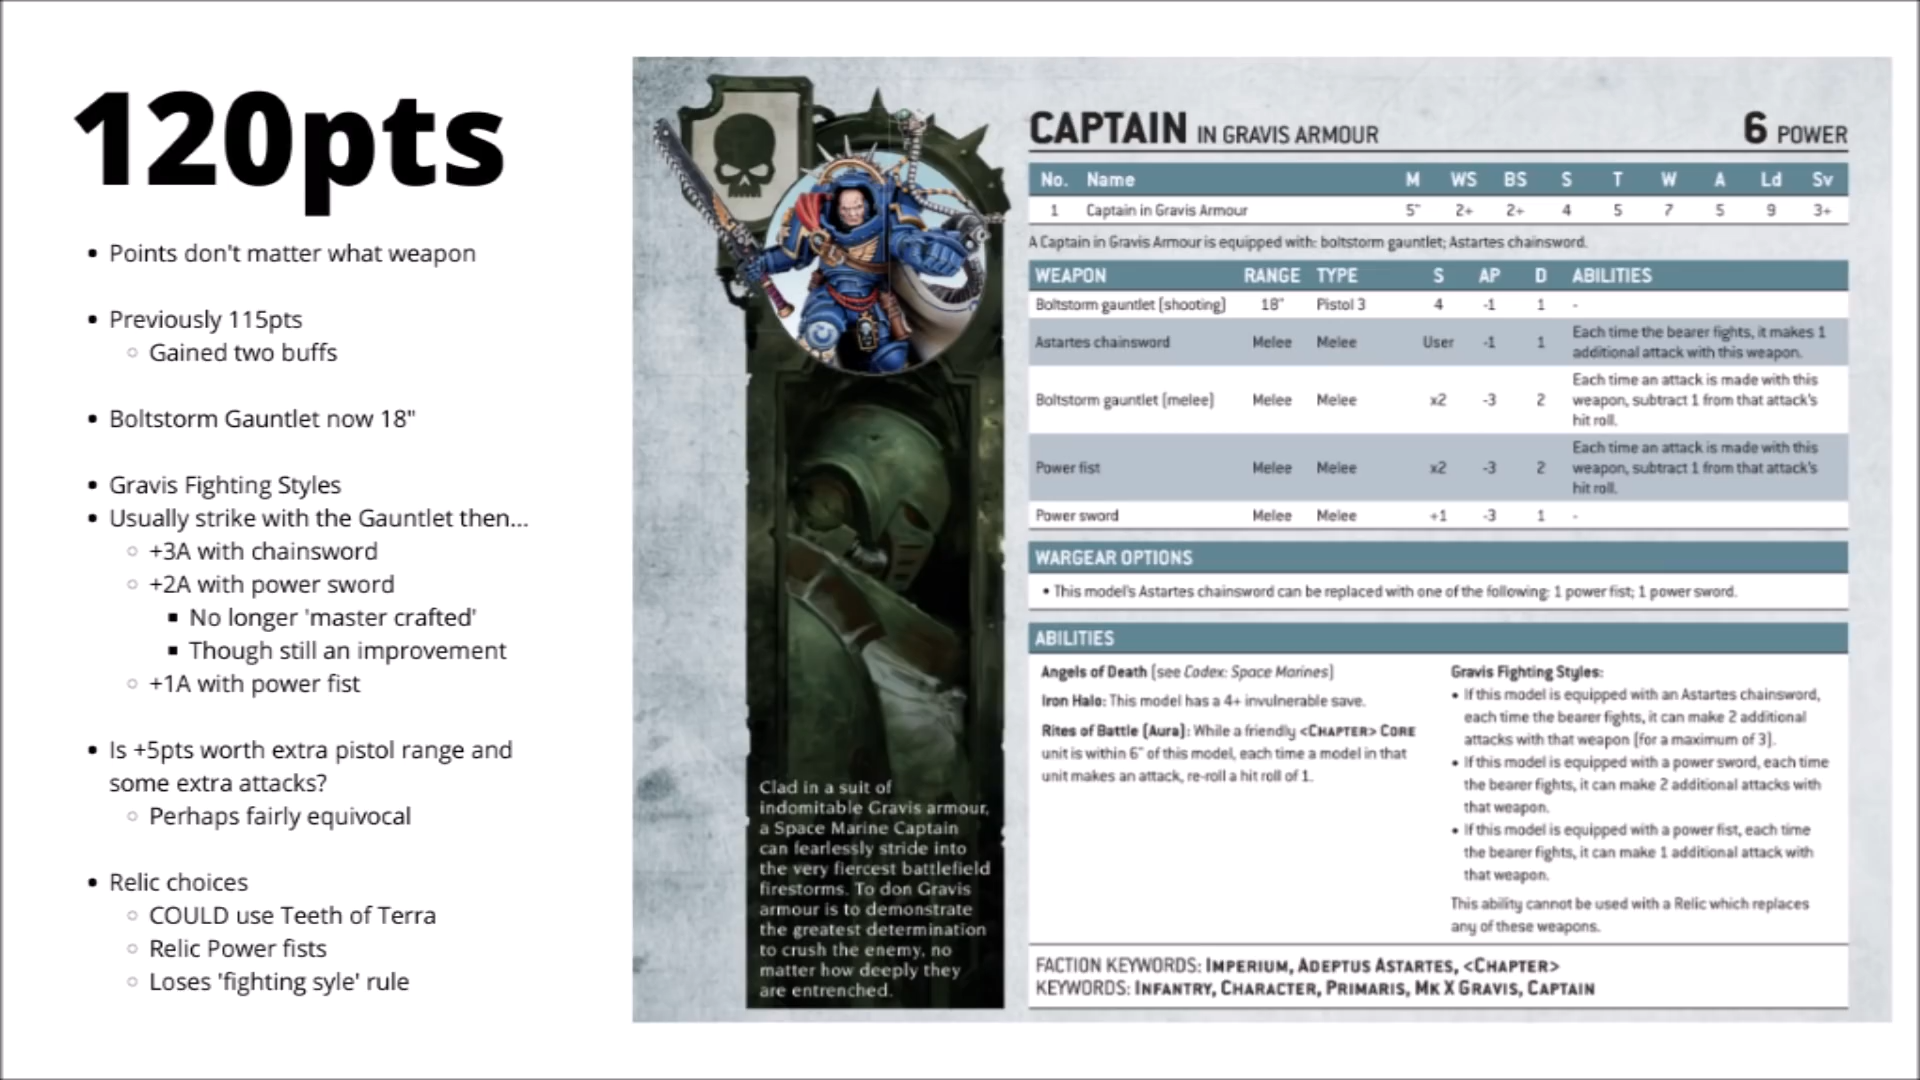 120pts
• Points don't matter what weapon
• Previously 115pts
○ Gained two buffs
• Boltstorm Gauntlet now 18"
• Gravis Fighting Styles
• Usually strike with the Gauntlet then...
○ +3A with chainsword
○ +2A with power sword
▪ No longer 'master crafted'
▪ Though still an improvement
○ +1A with power fist
• Is +5pts worth extra pistol range and
some extra attacks?
○ Perhaps fairly equivocal
• Relic choices
○ COULD use Teeth of Terra
○ Relic Power fists
○ Loses 'fighting syle' rule
Clad in a suit of
indomitable Gravis armour,
a Space Marine Captain
can fearlessly stride into
the very fiercest battlefield
firestorms. To don Gravis
armour is to demonstrate
the greatest determination
to crush the enemy, no
matter how deeply they
are entrenched.
CAPTAIN IN GRAVIS ARMOUR 6 POWER
No. Name M WS BS S T W A Ld Sv
1 Captain in Gravis Armour 5" 2+ 2+ 4 5 7 5 9 3+
A Captain in Gravis Armour is equipped with: boltstorm gauntlet; Astartes chainsword.
WEAPON RANGE TYPE S AP D ABILITIES
Boltstorm gauntlet (shooting) 18" Pistol 3 4 -1 1 -
Astartes chainsword Melee Melee User -1 1 Each time the bearer fights, it makes 1
additional attack with this weapon.
Boltstorm gauntlet (melee) Melee Melee x2 -3 2 Each time an attack is made with this
weapon, subtract 1 from that attack's
hit roll.
Power fist Melee Melee x2 -3 2 Each time an attack is made with this
weapon, subtract 1 from that attack's
hit roll.
Power sword Melee Melee +1 -3 1 -
WARGEAR OPTIONS
• This model's Astartes chainsword can be replaced with one of the following: 1 power fist; 1 power sword.
ABILITIES
Angels of Death (see Codex: Space Marines)
Iron Halo: This model has a 4+ invulnerable save.
Rites of Battle (Aura): While a friendly <CHAPTER> CORE
unit is within 6" of this model, each time a model in that
unit makes an attack, re-roll a hit roll of 1.
Gravis Fighting Styles:
• If this model is equipped with an Astartes chainsword,
each time the bearer fights, it can make 2 additional
attacks with that weapon (for a maximum of 3).
• If this model is equipped with a power sword, each time
the bearer fights, it can make 2 additional attacks with
that weapon.
• If this model is equipped with a power fist, each time
the bearer fights, it can make 1 additional attack with
that weapon.
This ability cannot be used with a Relic which replaces
any of these weapons.
FACTION KEYWORDS: IMPERIUM, ADEPTUS ASTARTES, <CHAPTER>
KEYWORDS: INFANTRY, CHARACTER, PRIMARIS, MK X GRAVIS, CAPTAIN